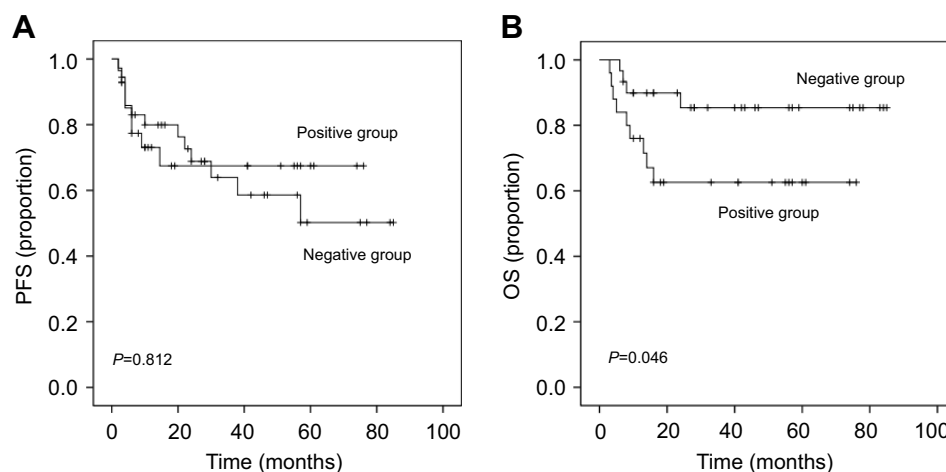 A
PFS (proportion)
1.0
0.8
0.6
0.4
0.2
0.0
Positive group
Negative group
P=0.812
0 20 40 60 80 100
Time (months)
B
OS (proportion)
1.0
0.8
0.6
0.4
0.2
0.0
Negative group
Positive group
P=0.046
0 20 40 60 80 100
Time (months)